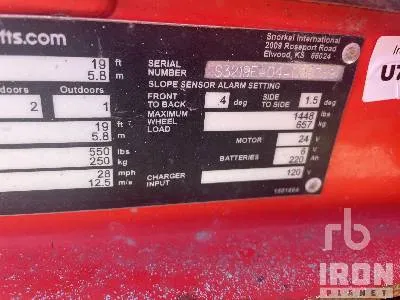 fts.com
Snorkel International
2009 Roseport Road
Elwood, KS 66024
19 ft
5.8 m
SERIAL
NUMBER
SLOPE SENSOR ALARM SETTING
doors Outdoors
2 1
FRONT TO BACK 4 deg SIDE TO SIDE 1.5 deg
19 ft
5.8 m
MAXIMUM
WHEEL
LOAD
1448 lbs
657 kg
MOTOR 24 V
550 lbs
250 kg
BATTERIES 6 V
220 Ah
28 mph
12.5 m/s
CHARGER
INPUT
120 V
U7
rb
IRON
PLANET